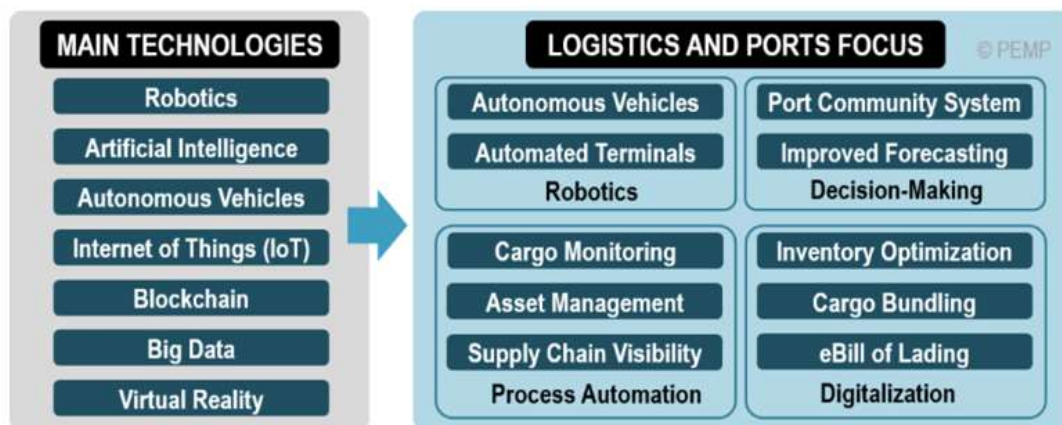 MAIN TECHNOLOGIES
Robotics
Artificial Intelligence
Autonomous Vehicles
Internet of Things (IoT)
Blockchain
Big Data
Virtual Reality
LOGISTICS AND PORTS FOCUS
© PEMP
Autonomous Vehicles
Automated Terminals
Robotics
Port Community System
Improved Forecasting
Decision-Making
Cargo Monitoring
Asset Management
Supply Chain Visibility
Process Automation
Inventory Optimization
Cargo Bundling
eBill of Lading
Digitalization